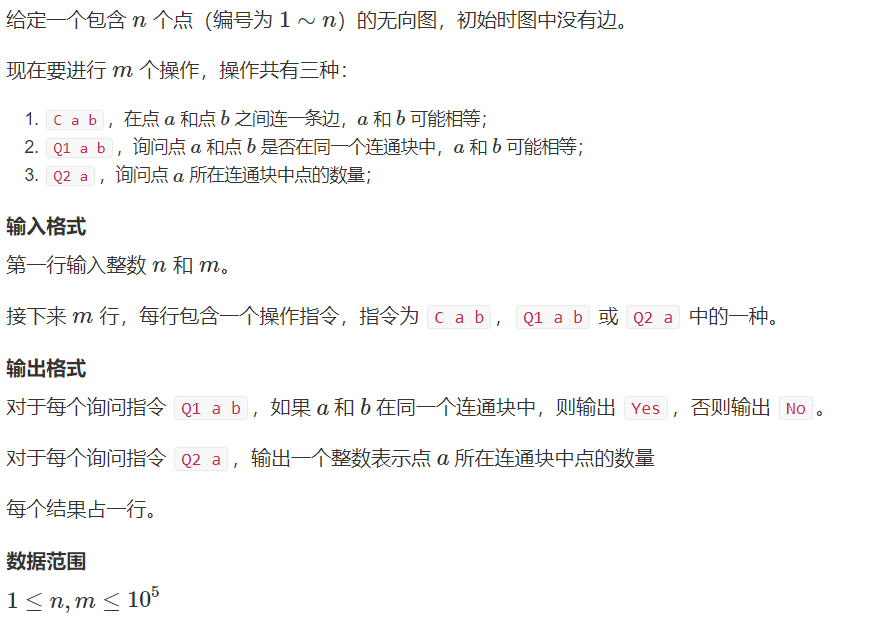 给定一个包含 n 个点（编号为 1 ∼ n）的无向图，初始时图中没有边。
现在要进行 m 个操作，操作共有三种：
1. C a b ，在点 a 和点 b 之间连一条边，a 和 b 可能相等；
2. Q1 a b ，询问点 a 和点 b 是否在同一个连通块中，a 和 b 可能相等；
3. Q2 a ，询问点 a 所在连通块中点的数量；
输入格式
第一行输入整数 n 和 m。
接下来 m 行，每行包含一个操作指令，指令为 C a b ， Q1 a b 或 Q2 a 中的一种。
输出格式
对于每个询问指令 Q1 a b ，如果 a 和 b 在同一个连通块中，则输出 Yes ，否则输出 No 。
对于每个询问指令 Q2 a ，输出一个整数表示点 a 所在连通块中点的数量
每个结果占一行。
数据范围
1 ≤ n, m ≤ 10⁵